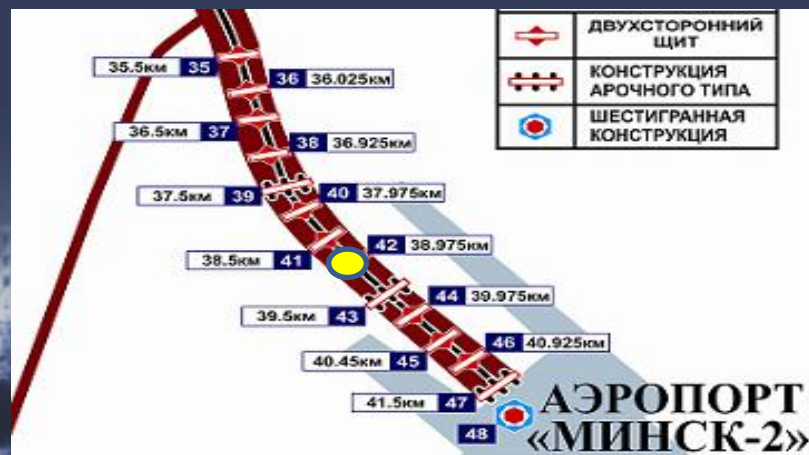 ДВУХСТОРОННИЙ
ЩИТ
КОНСТРУКЦИЯ
АРОЧНОГО ТИПА
ШЕСТИГРАННАЯ
КОНСТРУКЦИЯ
35.5км 35
36 36.025км
36.5км 37
38 36.925км
37.5км 39
40 37.975км
38.5км 41
42 38.975км
39.5км 43
44 39.975км
40.45км 45
46 40.925км
41.5км 47
48
АЭРОПОРТ
«МИНСК-2»